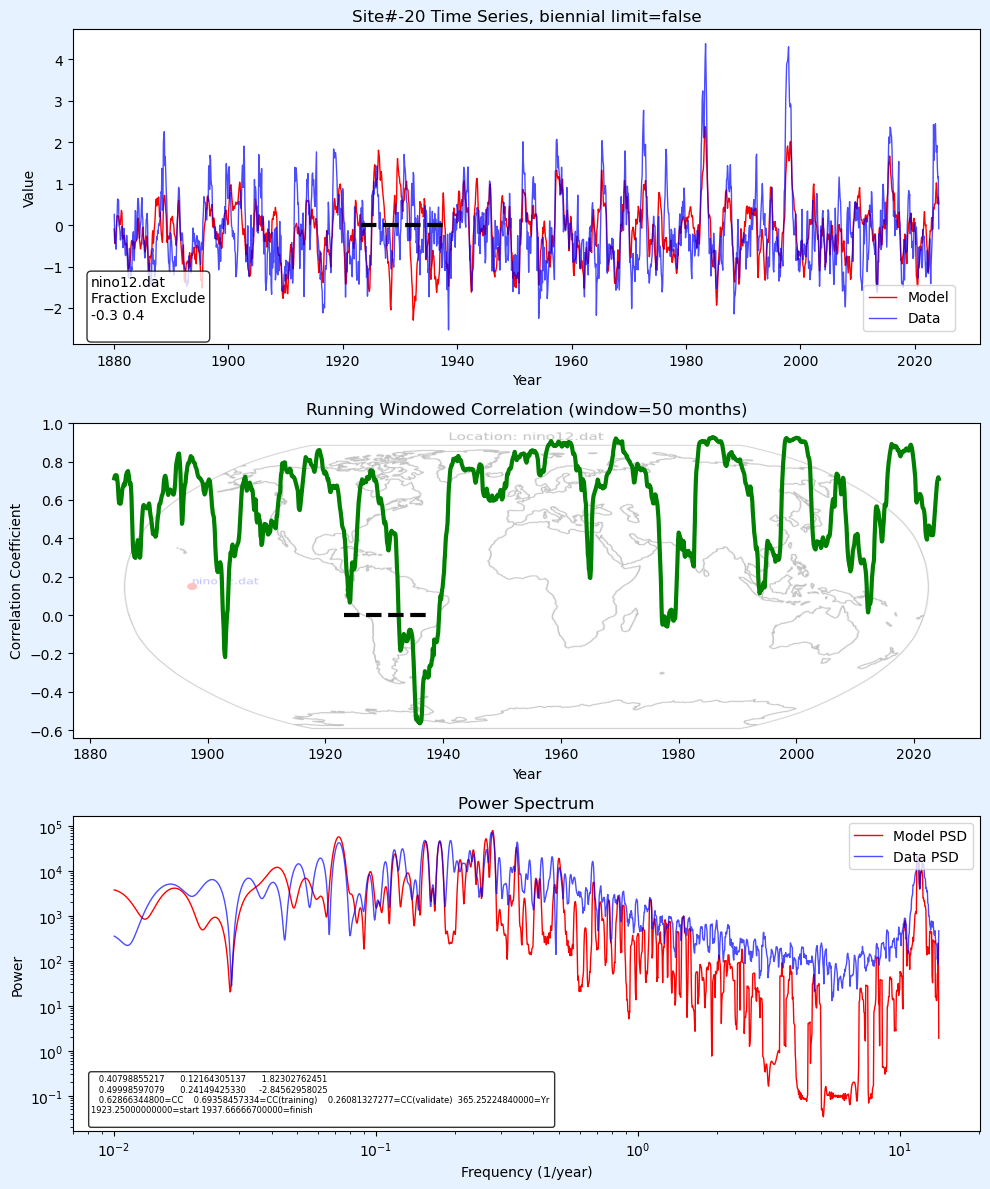 Site#-20 Time Series, biennial limit=false
Value
4
3
2
1
0
−1
−2
nino12.dat
Fraction Exclude
-0.3 0.4
Model
Data
1880 1900 1920 1940 1960 1980 2000 2020
Year
Running Windowed Correlation (window=50 months)
Location: nino12.dat
Correlation Coefficient
1.0
0.8
0.6
0.4
0.2
0.0
−0.2
−0.4
−0.6
nino12.dat
1880 1900 1920 1940 1960 1980 2000 2020
Year
Power Spectrum
Model PSD
Data PSD
Power
10^5
10^4
10^3
10^2
10^1
10^0
10^−1
0.40798855217 0.12164305137 1.82302762451
0.49998597079 0.24149425330 -2.84562958025
0.62866344800=CC 0.69358457334=CC(training) 0.26081327277=CC(validate) 365.25224840000=Yr
1923.25000000000=start 1937.66666700000=finish
10^−2 10^−1 10^0 10^1
Frequency (1/year)